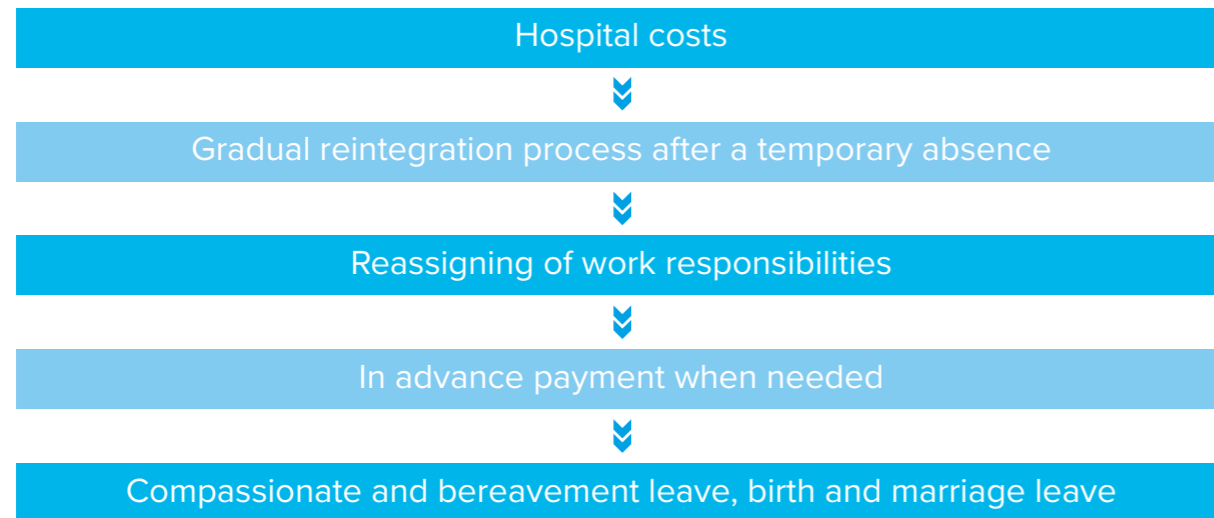 Hospital costs
Gradual reintegration process after a temporary absence
Reassigning of work responsibilities
In advance payment when needed
Compassionate and bereavement leave, birth and marriage leave